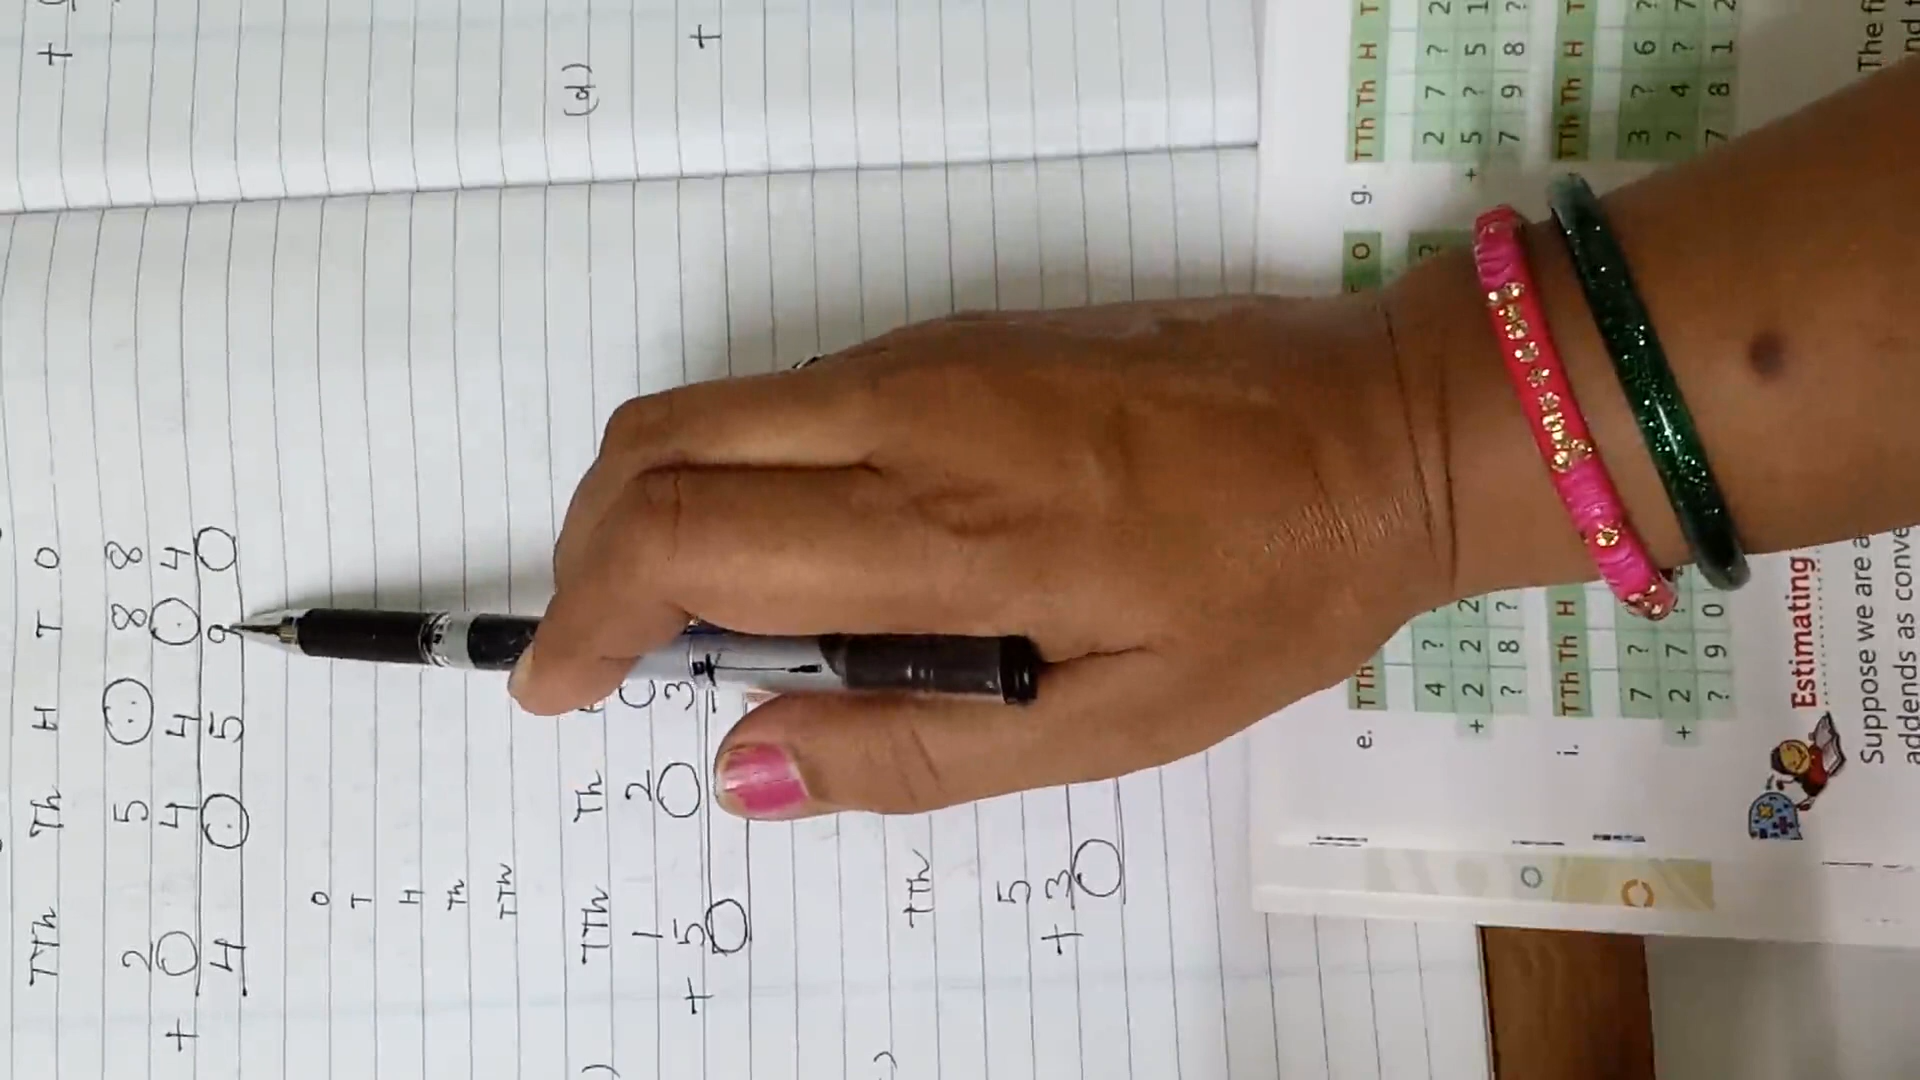 TTh Th H T O
2 5 8 8
+ 4 4 4
4 5 9
O
T
H
Th
TTh
TTh Th
1 2
+ 5 3
TTh
5
+ 3
(d)
+
+
e. TTh
4 ?
+ 2 2 2
? 8 ?
O
g. TTh Th H T
2 7 ? 2
+ 5 ? 5 1
7 9 8 ?
i. TTh Th H
7 ?
+ 2 7 ?
? 9 0
TTh Th H T
3 ? 6 ?
? 4 ? 7
7 8 1 2
Estimating
Suppose we are a
addends as conve
The fi
nd t